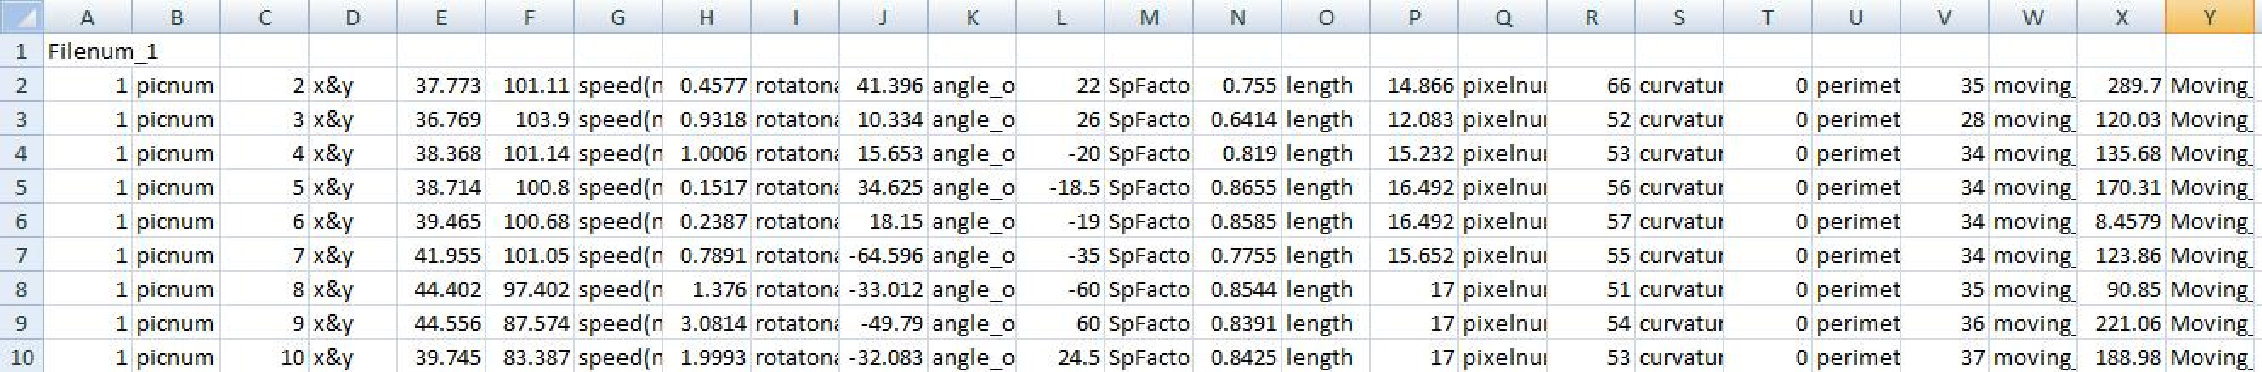 A B C D E F G H I J K L M N O P Q R S T U V W X Y
1 Filenum_1
2 1 picnum 2 x&y 37.773 101.11 speed(n 0.4577 rotatona 41.396 angle_o 22 SpFacto 0.755 length 14.866 pixelnur 66 curvatur 0 perimet 35 moving_ 289.7 Moving_
3 1 picnum 3 x&y 36.769 103.9 speed(n 0.9318 rotatona 10.334 angle_o 26 SpFacto 0.6414 length 12.083 pixelnur 52 curvatur 0 perimet 28 moving_ 120.03 Moving_
4 1 picnum 4 x&y 38.368 101.14 speed(n 1.0006 rotatona 15.653 angle_o -20 SpFacto 0.819 length 15.232 pixelnur 53 curvatur 0 perimet 34 moving_ 135.68 Moving_
5 1 picnum 5 x&y 38.714 100.8 speed(n 0.1517 rotatona 34.625 angle_o -18.5 SpFacto 0.8655 length 16.492 pixelnur 56 curvatur 0 perimet 34 moving_ 170.31 Moving_
6 1 picnum 6 x&y 39.465 100.68 speed(n 0.2387 rotatona 18.15 angle_o -19 SpFacto 0.8585 length 16.492 pixelnur 57 curvatur 0 perimet 34 moving_ 8.4579 Moving_
7 1 picnum 7 x&y 41.955 101.05 speed(n 0.7891 rotatona -64.596 angle_o -35 SpFacto 0.7755 length 15.652 pixelnur 55 curvatur 0 perimet 34 moving_ 123.86 Moving_
8 1 picnum 8 x&y 44.402 97.402 speed(n 1.376 rotatona -33.012 angle_o -60 SpFacto 0.8544 length 17 pixelnur 51 curvatur 0 perimet 35 moving_ 90.85 Moving_
9 1 picnum 9 x&y 44.556 87.574 speed(n 3.0814 rotatona -49.79 angle_o 60 SpFacto 0.8391 length 17 pixelnur 54 curvatur 0 perimet 36 moving_ 221.06 Moving_
10 1 picnum 10 x&y 39.745 83.387 speed(n 1.9993 rotatona -32.083 angle_o 24.5 SpFacto 0.8425 length 17 pixelnur 53 curvatur 0 perimet 37 moving_ 188.98 Moving_